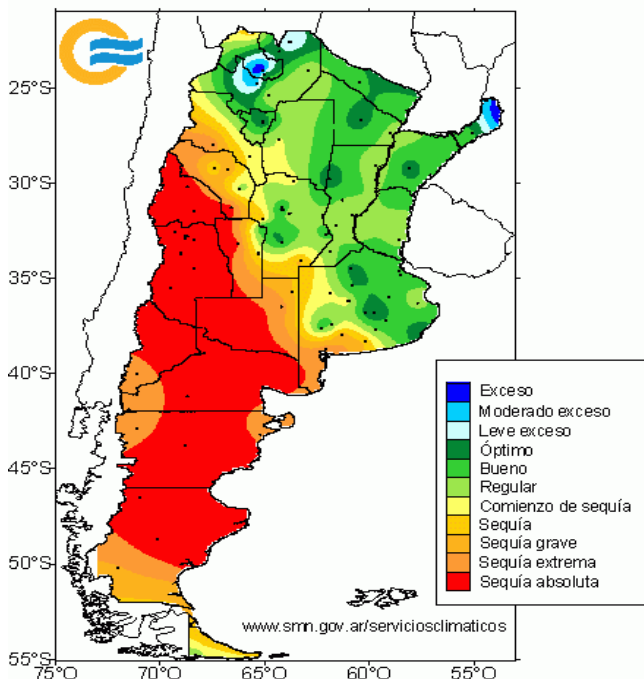 25°S
30°S
35°S
40°S
45°S
50°S
55°S
75°O
70°O
65°O
60°O
55°O
Exceso
Moderado exceso
Leve exceso
Óptimo
Bueno
Regular
Comienzo de sequía
Sequía
Sequía grave
Sequía extrema
Sequía absoluta
www.smn.gov.ar/serviciosclimaticos